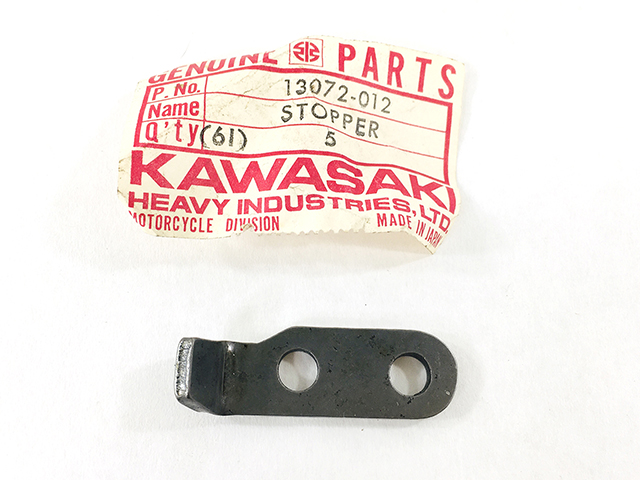 GENUINE PARTS
P. No. 13072-012
Name STOPPER
Q'ty (61) 5
KAWASAKI
HEAVY INDUSTRIES, LTD.
MOTORCYCLE DIVISION MADE IN JAPAN